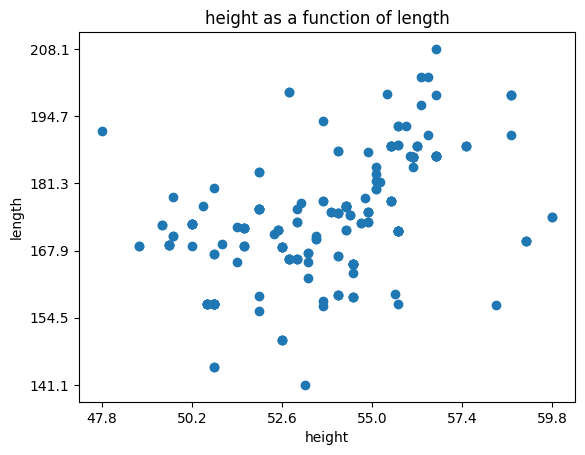 height as a function of length
208.1
194.7
181.3
167.9
154.5
141.1
length
47.8 50.2 52.6 55.0 57.4 59.8
height